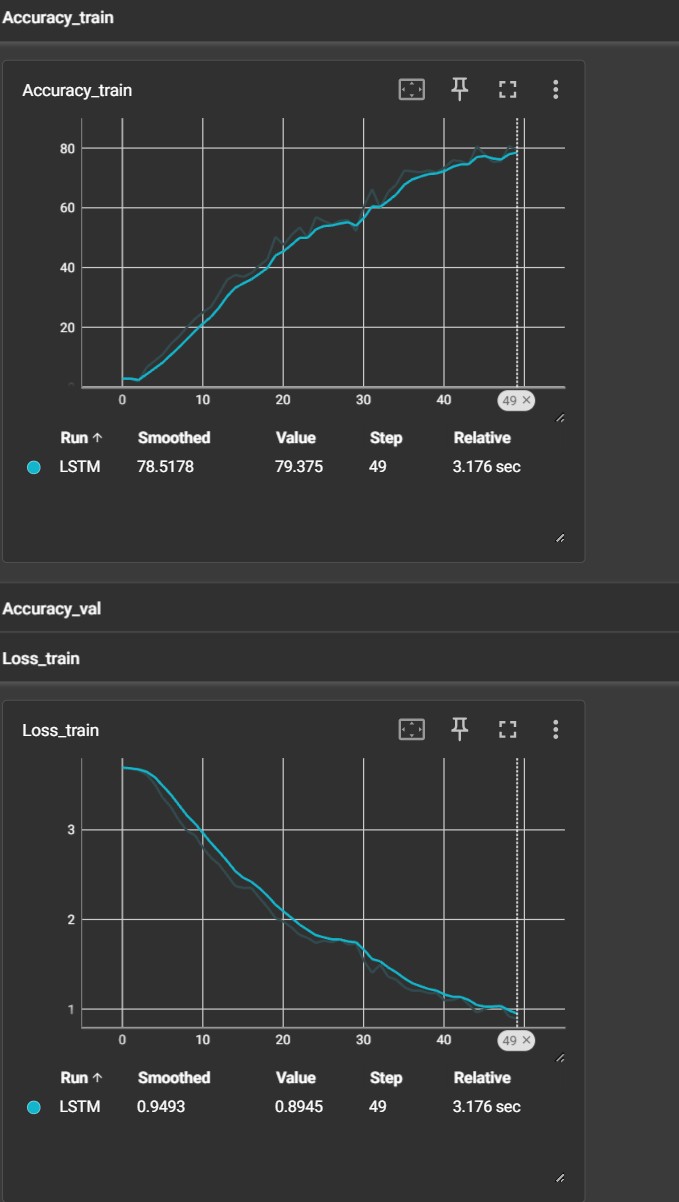 Accuracy_train
Accuracy_train
80
60
40
20
0 10 20 30 40 49 ×
Run ↑ Smoothed Value Step Relative
LSTM 78.5178 79.375 49 3.176 sec
Accuracy_val
Loss_train
Loss_train
3
2
1
0 10 20 30 40 49 ×
Run ↑ Smoothed Value Step Relative
LSTM 0.9493 0.8945 49 3.176 sec